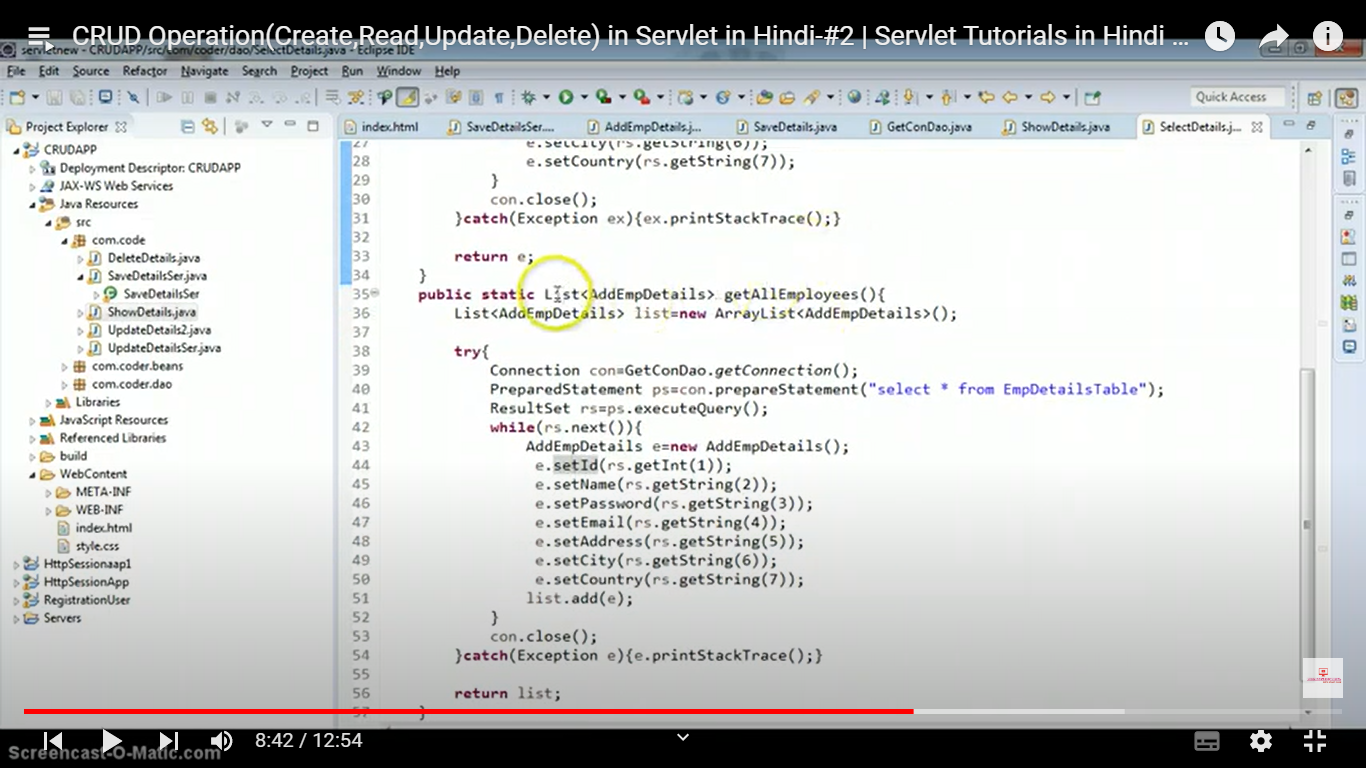 CRUD Operation(Create,Read,Update,Delete) in Servlet in Hindi-#2 | Servlet Tutorials in Hindi ...
servletnew - CRUDAPP/src/com/coder/dao/SelectDetails.java - Eclipse IDE
File Edit Source Refactor Navigate Search Project Run Window Help
Quick Access
Project Explorer
index.html SaveDetailsSer.... AddEmpDetails.j... SaveDetails.java GetConDao.java ShowDetails.java SelectDetails.j...
CRUDAPP
Deployment Descriptor: CRUDAPP
JAX-WS Web Services
Java Resources
src
com.code
DeleteDetails.java
SaveDetailsSer.java
SaveDetailsSer
ShowDetails.java
UpdateDetails2.java
UpdateDetailsSer.java
com.coder.beans
com.coder.dao
Libraries
JavaScript Resources
Referenced Libraries
build
WebContent
META-INF
WEB-INF
index.html
style.css
HttpSessionaap1
HttpSessionApp
RegistrationUser
Servers
27 e.setCity(rs.getString(6));
28 e.setCountry(rs.getString(7));
29 }
30 con.close();
31 }catch(Exception ex){ex.printStackTrace();}
32
33 return e;
34 }
35 public static List<AddEmpDetails> getAllEmployees(){
36 List<AddEmpDetails> list=new ArrayList<AddEmpDetails>();
37
38 try{
39 Connection con=GetConDao.getConnection();
40 PreparedStatement ps=con.prepareStatement("select * from EmpDetailsTable");
41 ResultSet rs=ps.executeQuery();
42 while(rs.next()){
43 AddEmpDetails e=new AddEmpDetails();
44 e.setId(rs.getInt(1));
45 e.setName(rs.getString(2));
46 e.setPassword(rs.getString(3));
47 e.setEmail(rs.getString(4));
48 e.setAddress(rs.getString(5));
49 e.setCity(rs.getString(6));
50 e.setCountry(rs.getString(7));
51 list.add(e);
52 }
53 con.close();
54 }catch(Exception e){e.printStackTrace();}
55
56 return list;
57 }
8:42 / 12:54
Screencast-O-Matic.com